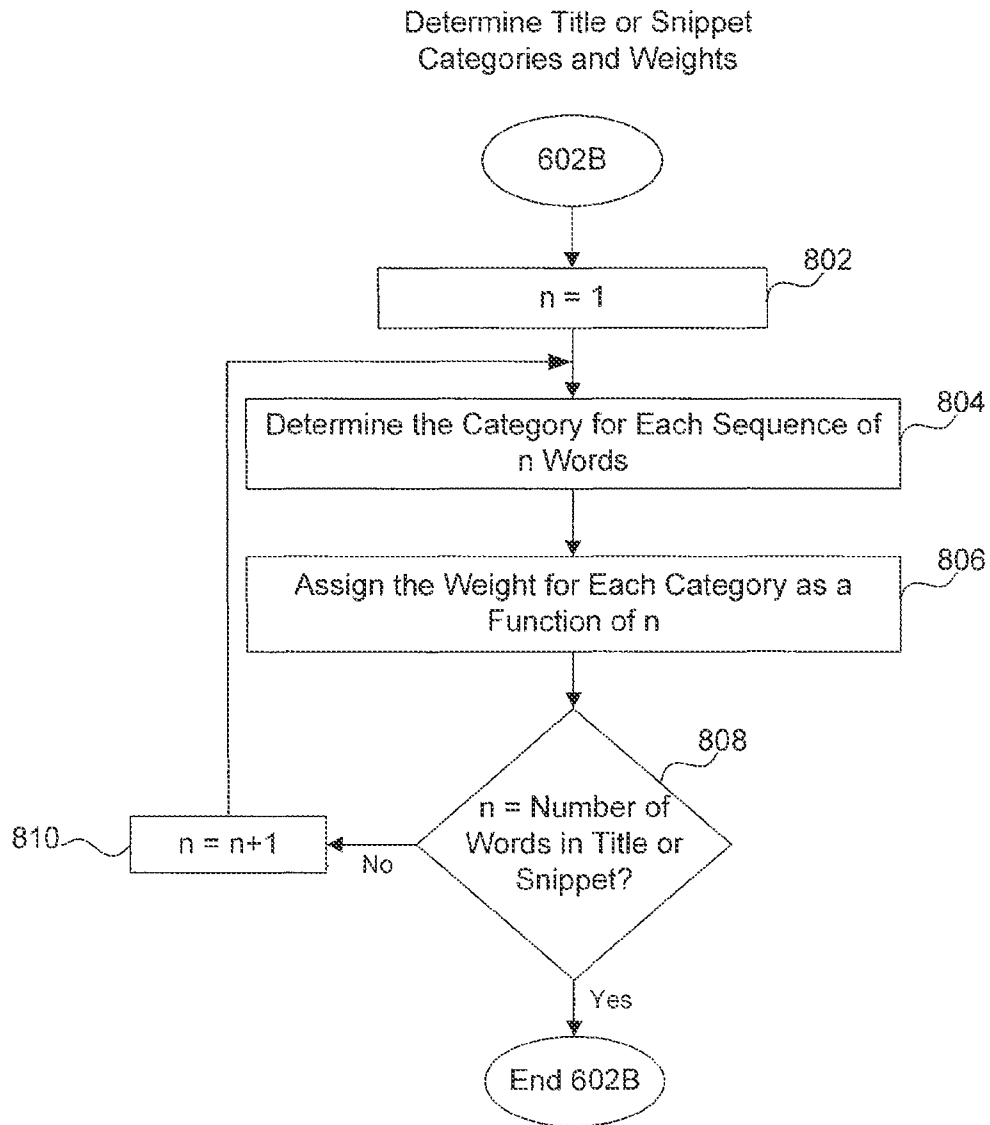 Determine Title or Snippet
Categories and Weights
602B
802
n = 1
804
Determine the Category for Each Sequence of
n Words
806
Assign the Weight for Each Category as a
Function of n
808
n = Number of
Words in Title or
Snippet?
810
n = n+1
No
Yes
End 602B